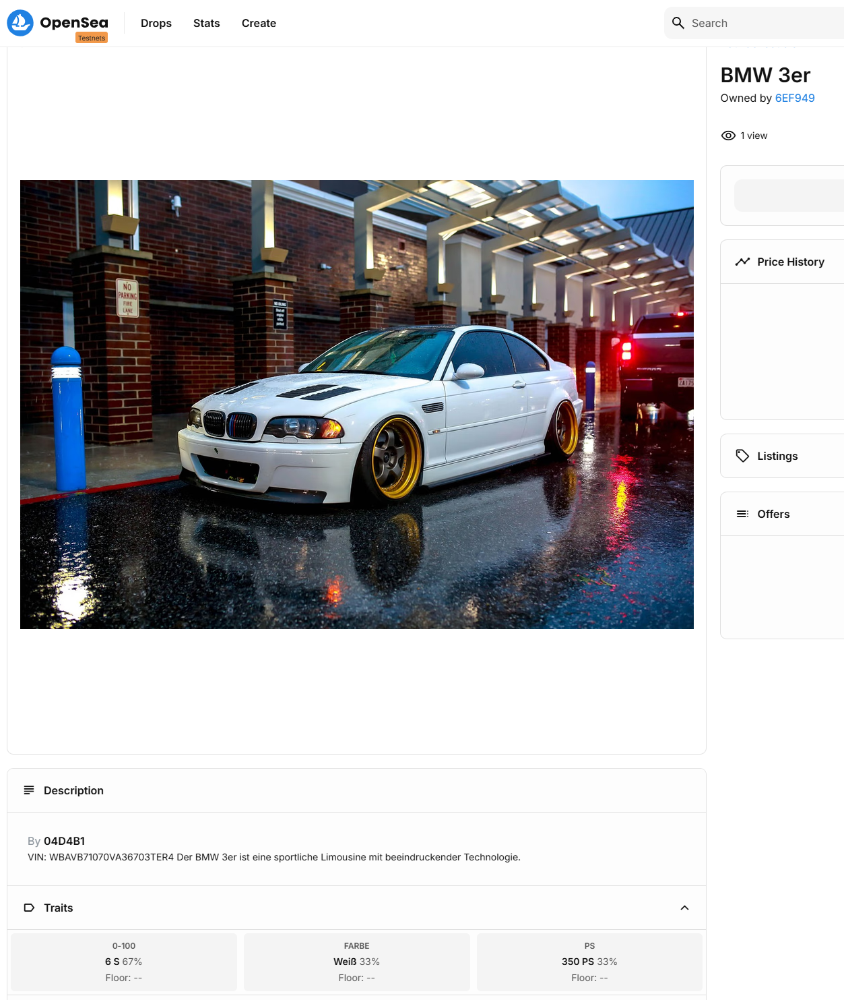 OpenSea
Testnets
Drops
Stats
Create
Search
BMW 3er
Owned by 6EF949
1 view
Price History
Listings
Offers
NO
PARKING
FIRE
LANE
NO IDLING
Description
By 04D4B1
VIN: WBAVB71070VA36703TER4 Der BMW 3er ist eine sportliche Limousine mit beeindruckender Technologie.
Traits
0-100
6 S 67%
Floor: --
FARBE
Weiß 33%
Floor: --
PS
350 PS 33%
Floor: --